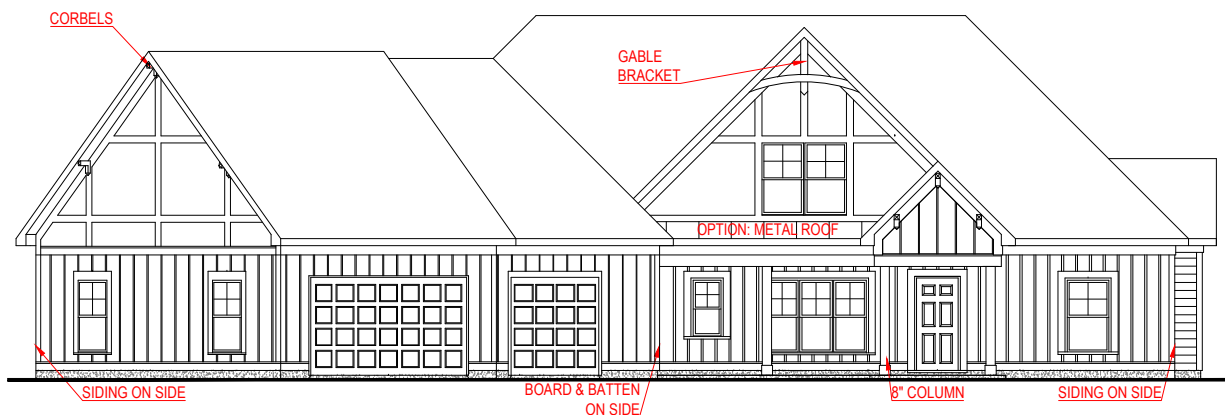 CORBELS
GABLE
BRACKET
OPTION: METAL ROOF
SIDING ON SIDE
BOARD & BATTEN
ON SIDE
8" COLUMN
SIDING ON SIDE